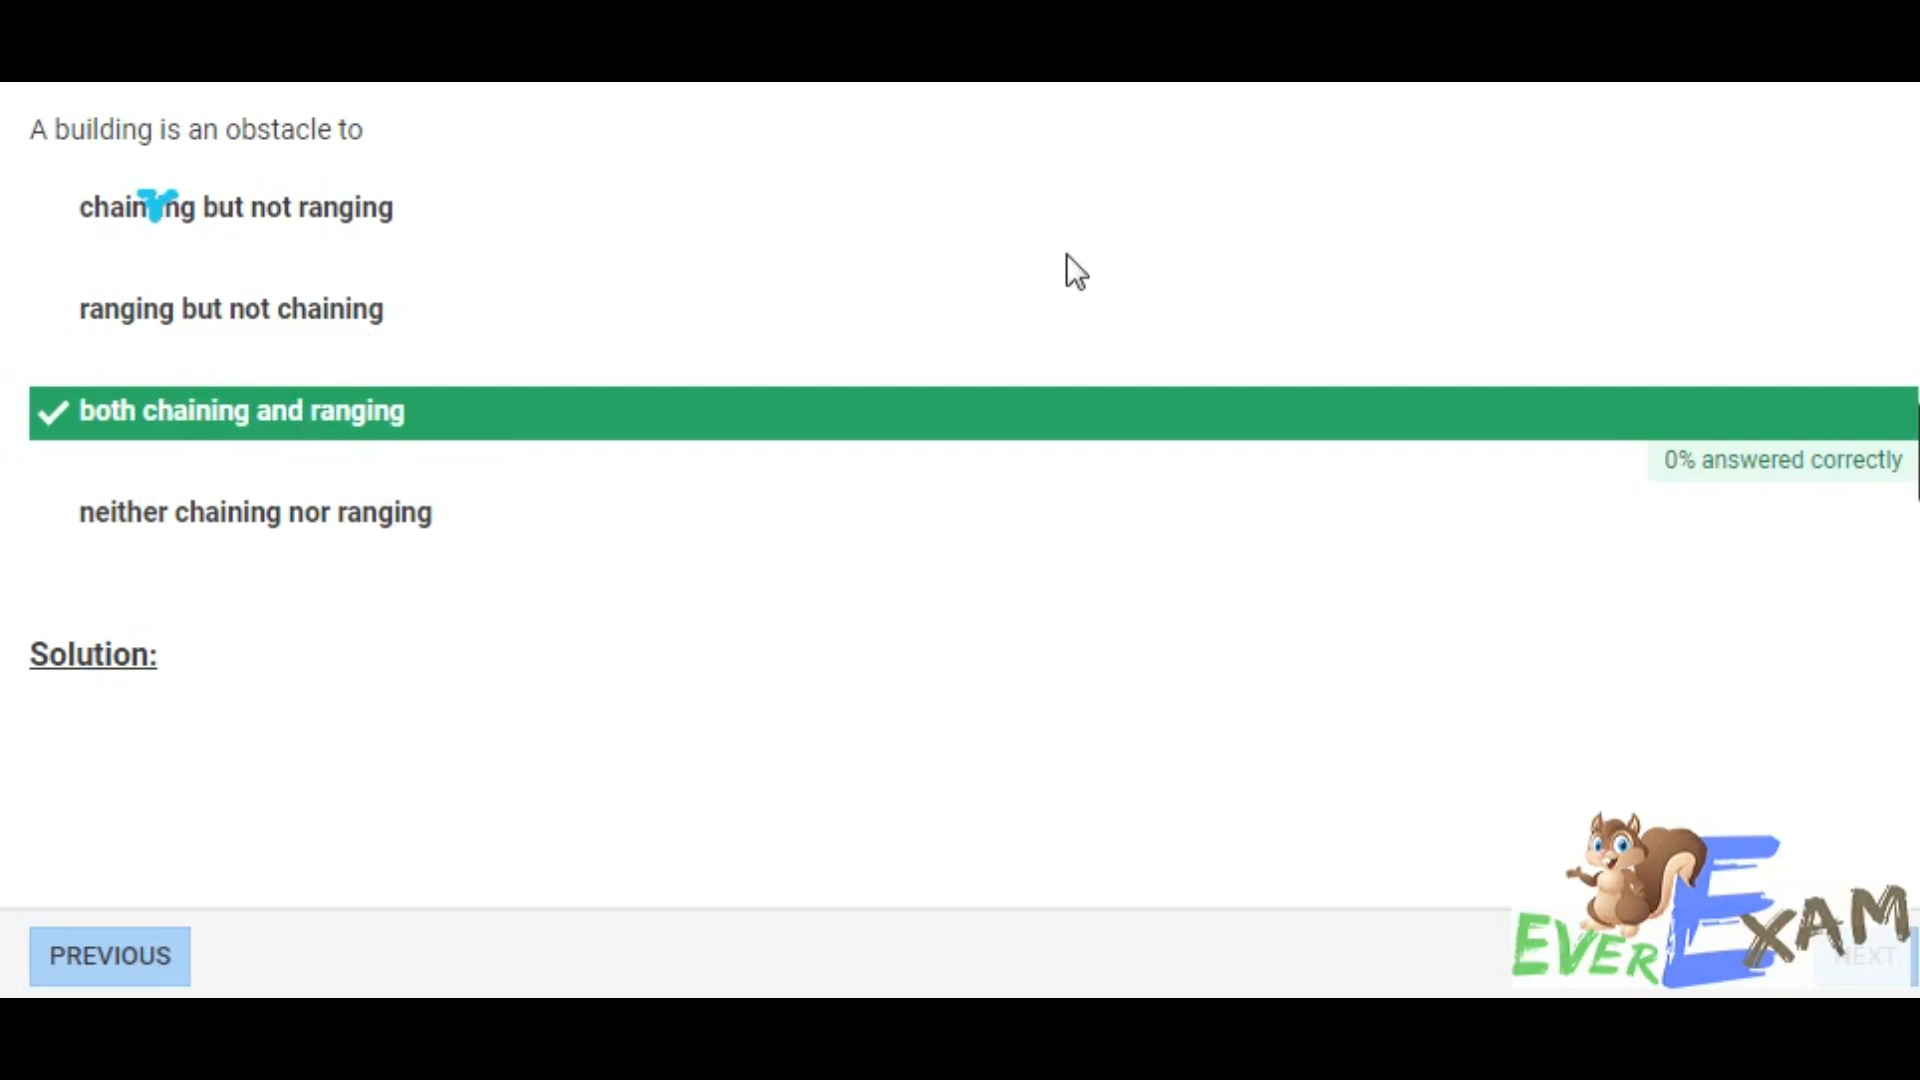 A building is an obstacle to
chaining but not ranging
ranging but not chaining
both chaining and ranging
0% answered correctly
neither chaining nor ranging
Solution:
PREVIOUS
NEXT
EVER EXAM